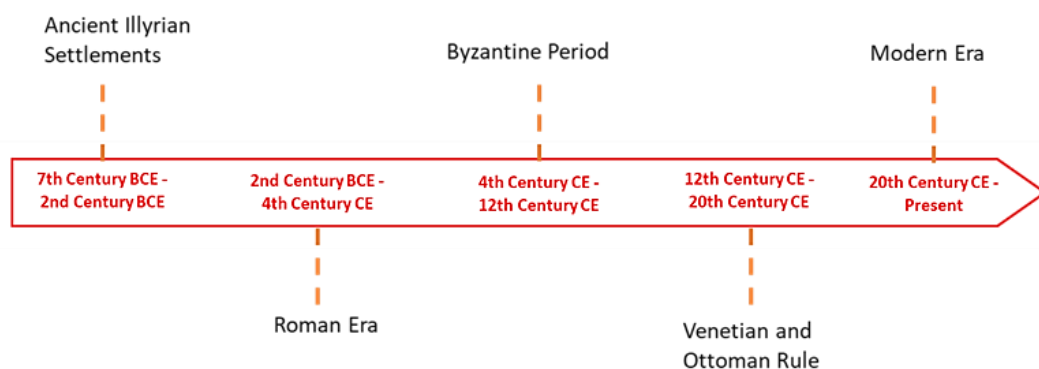 Ancient Illyrian
Settlements
Byzantine Period
Modern Era
7th Century BCE -
2nd Century BCE
2nd Century BCE -
4th Century CE
4th Century CE -
12th Century CE
12th Century CE -
20th Century CE
20th Century CE -
Present
Roman Era
Venetian and
Ottoman Rule